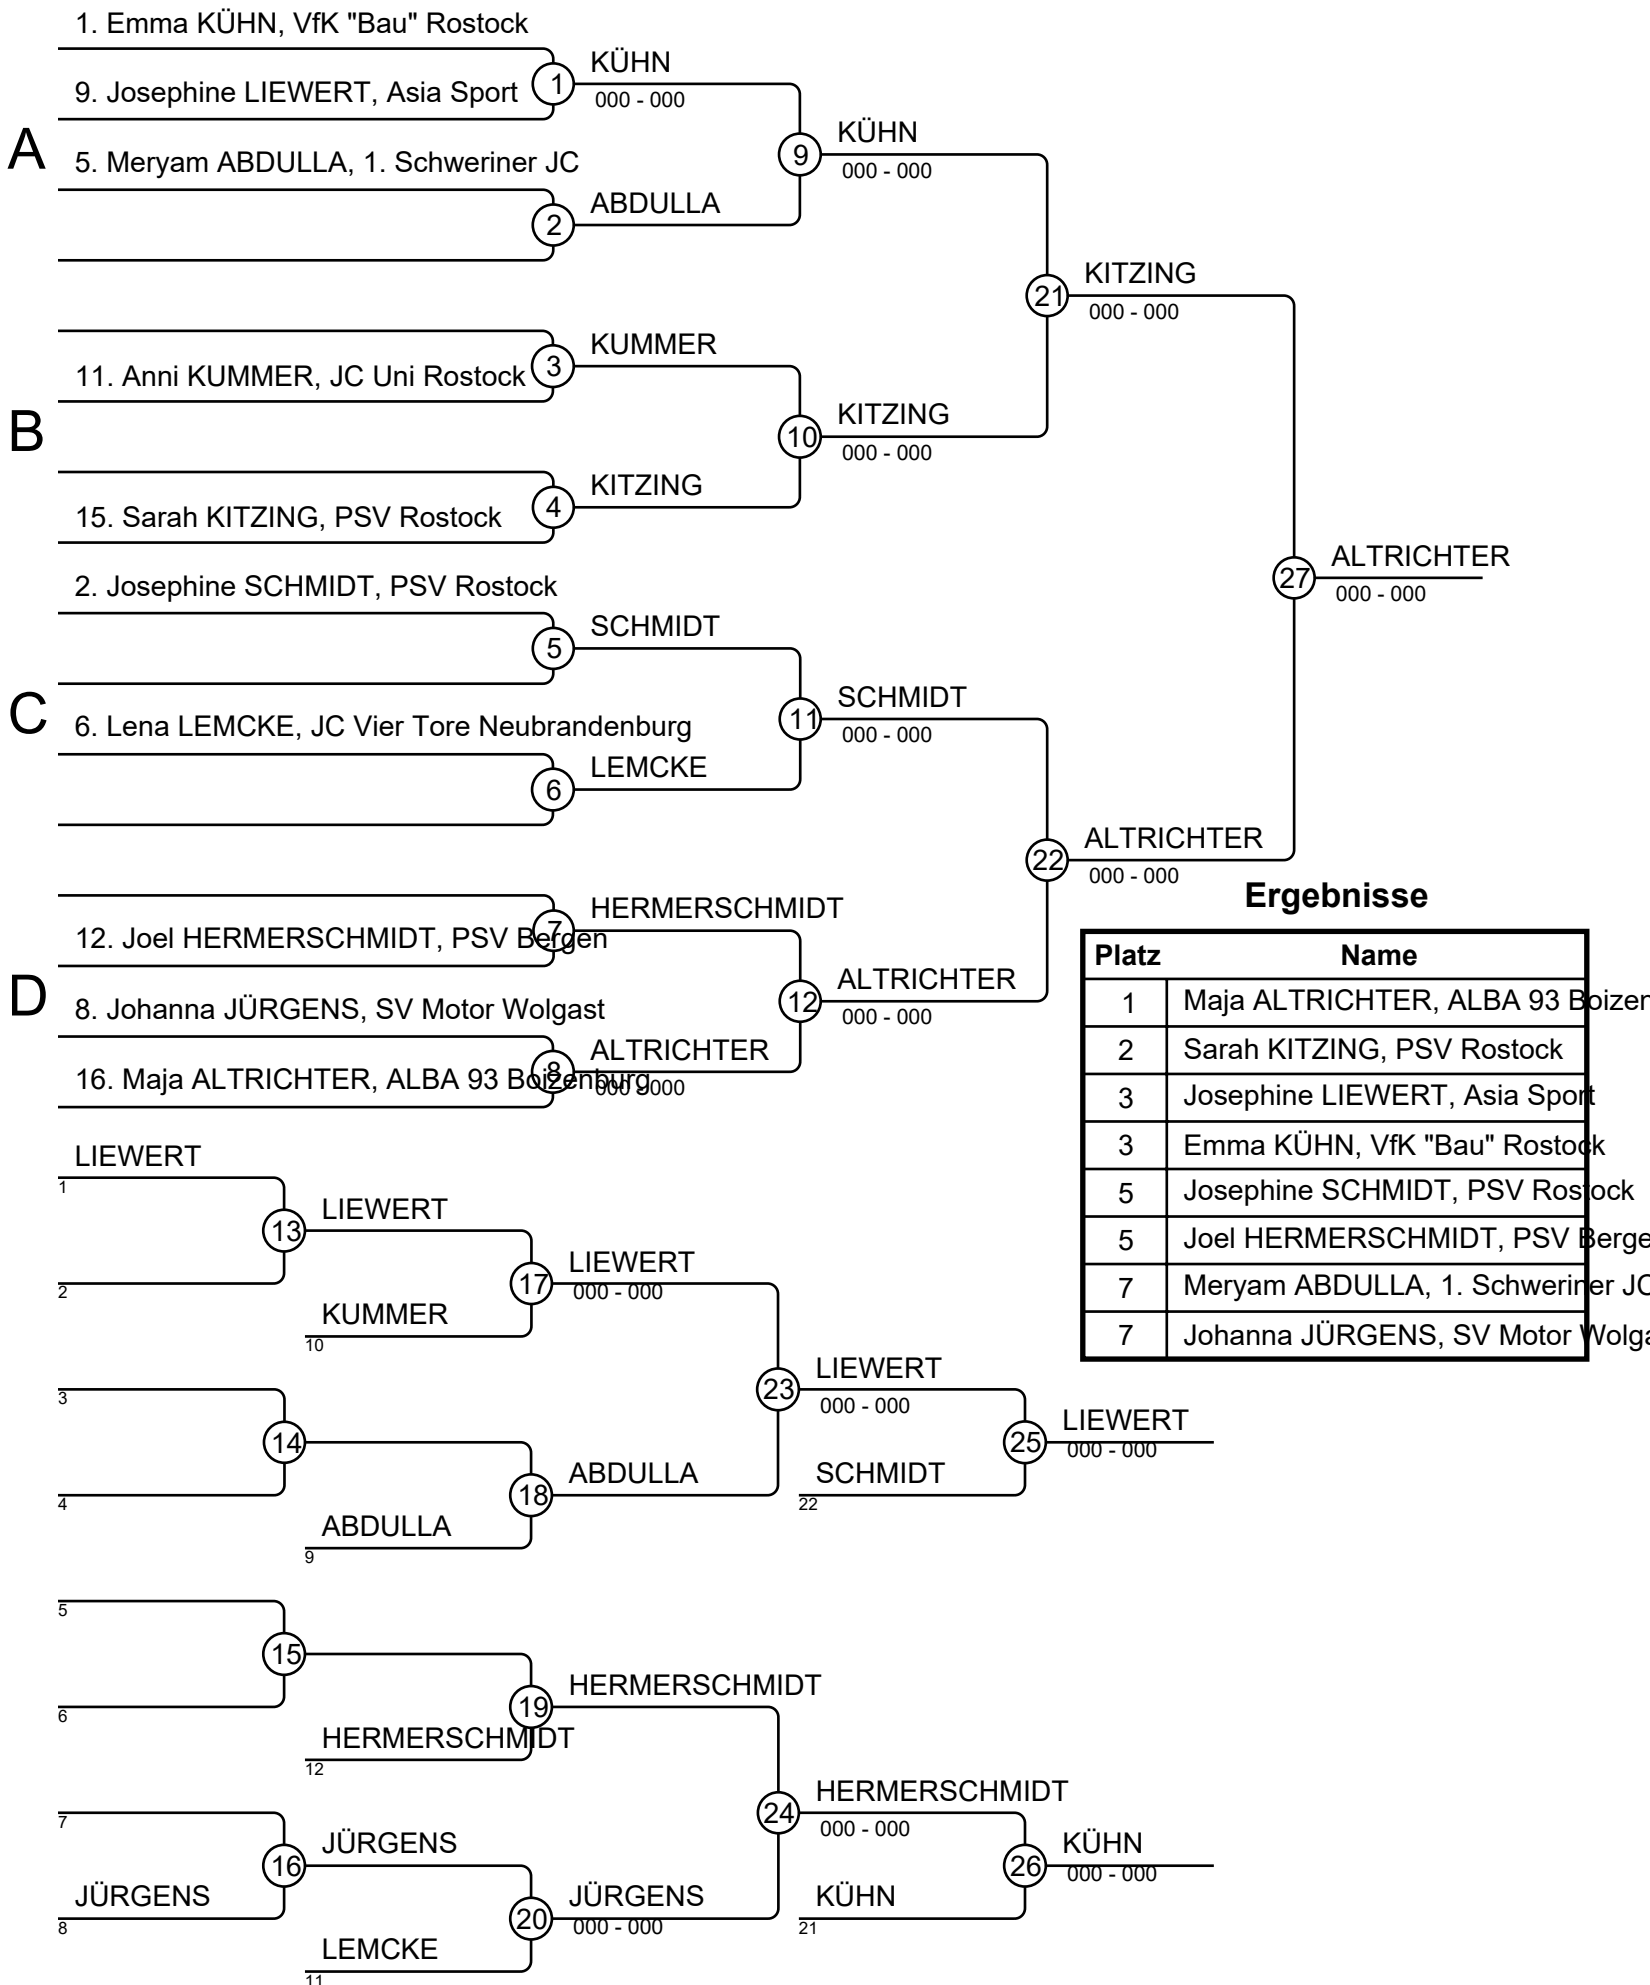 1. Emma KÜHN, VfK "Bau" Rostock
KÜHN
9. Josephine LIEWERT, Asia Sport
1
000 - 000
KÜHN
A
5. Meryam ABDULLA, 1. Schweriner JC
9
000 - 000
ABDULLA
2
KITZING
21
000 - 000
KUMMER
11. Anni KUMMER, JC Uni Rostock
3
KITZING
B
10
000 - 000
KITZING
15. Sarah KITZING, PSV Rostock
4
ALTRICHTER
27
000 - 000
2. Josephine SCHMIDT, PSV Rostock
SCHMIDT
5
SCHMIDT
C
6. Lena LEMCKE, JC Vier Tore Neubrandenburg
11
000 - 000
LEMCKE
6
ALTRICHTER
22
000 - 000
HERMERSCHMIDT
12. Joel HERMERSCHMIDT, PSV Bergen
7
ALTRICHTER
D
8. Johanna JÜRGENS, SV Motor Wolgast
12
000 - 000
ALTRICHTER
16. Maja ALTRICHTER, ALBA 93 Boizenburg
8
000 - 000
Ergebnisse
Platz Name
1 Maja ALTRICHTER, ALBA 93 Boizen
2 Sarah KITZING, PSV Rostock
3 Josephine LIEWERT, Asia Sport
3 Emma KÜHN, VfK "Bau" Rostock
5 Josephine SCHMIDT, PSV Rostock
5 Joel HERMERSCHMIDT, PSV Berge
7 Meryam ABDULLA, 1. Schweriner JC
7 Johanna JÜRGENS, SV Motor Wolga
LIEWERT
1
LIEWERT
13
LIEWERT
2
17
000 - 000
KUMMER
10
LIEWERT
3
23
000 - 000
LIEWERT
14
25
000 - 000
ABDULLA
SCHMIDT
4
18
22
ABDULLA
9
5
15
HERMERSCHMIDT
6
19
HERMERSCHMIDT
12
HERMERSCHMIDT
7
24
000 - 000
JÜRGENS
KÜHN
16
26
000 - 000
JÜRGENS
JÜRGENS
KÜHN
8
20
000 - 000
21
LEMCKE
11